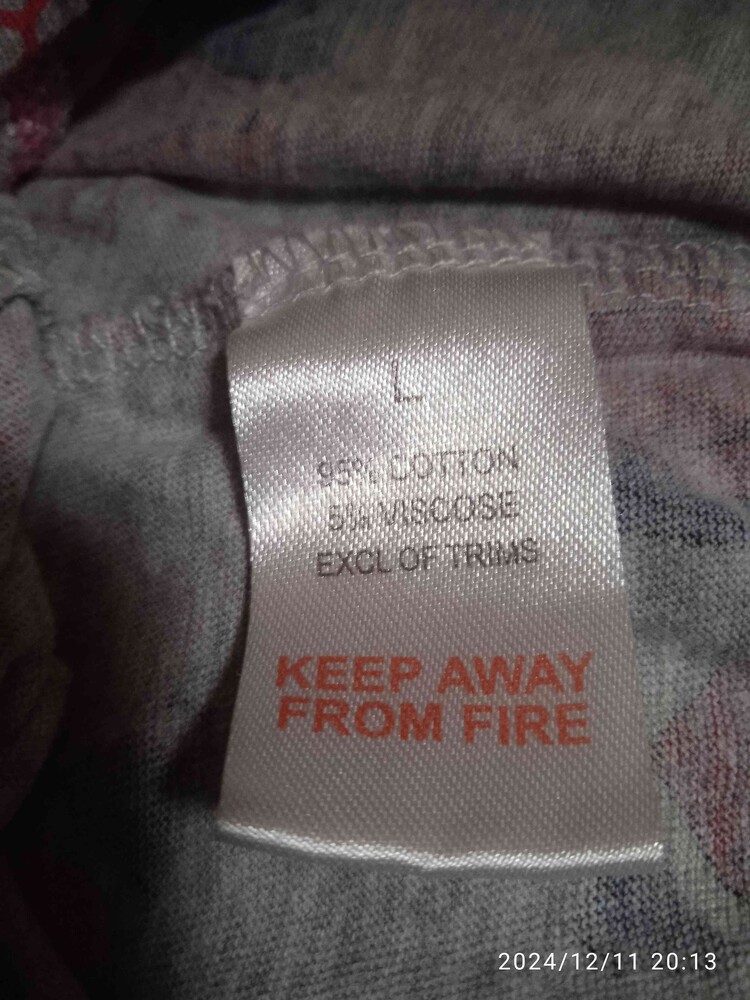 L
95% COTTON
5% VISCOSE
EXCL OF TRIMS
KEEP AWAY
FROM FIRE
2024/12/11 20:13